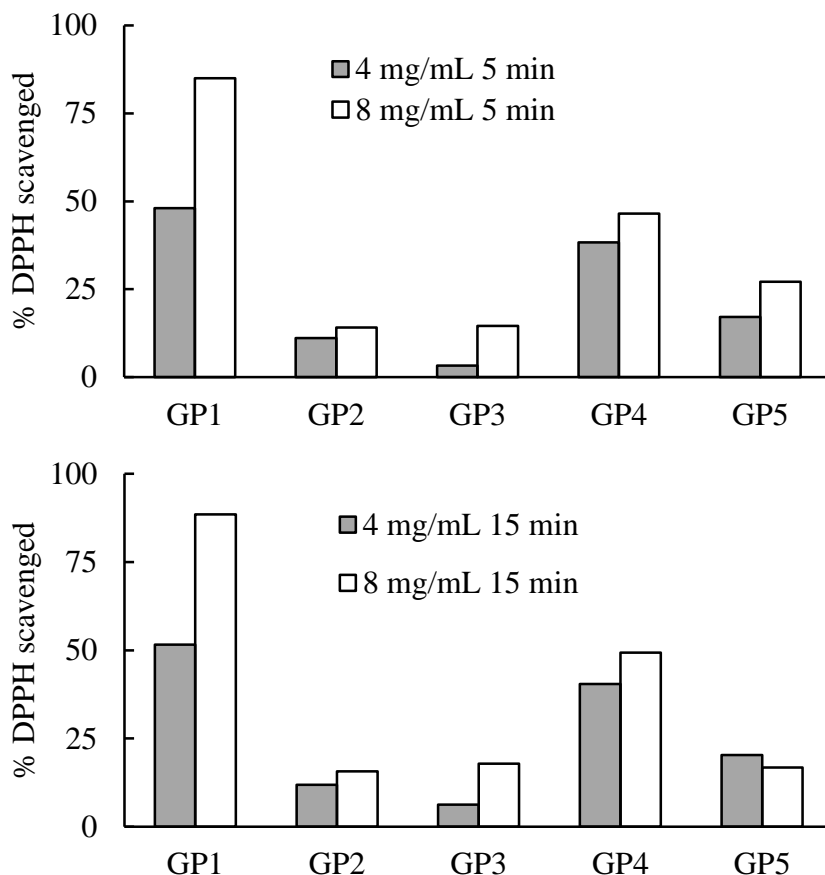 100
75
50
25
0
% DPPH scavenged
4 mg/mL 5 min
8 mg/mL 5 min
GP1 GP2 GP3 GP4 GP5
100
75
50
25
0
% DPPH scavenged
4 mg/mL 15 min
8 mg/mL 15 min
GP1 GP2 GP3 GP4 GP5